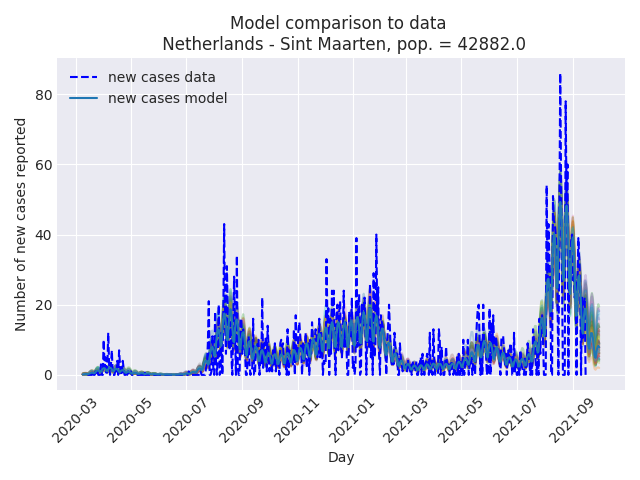 Model comparison to data
Netherlands - Sint Maarten, pop. = 42882.0
new cases data
new cases model
Number of new cases reported
80
60
40
20
0
2020-03
2020-05
2020-07
2020-09
2020-11
2021-01
2021-03
2021-05
2021-07
2021-09
Day